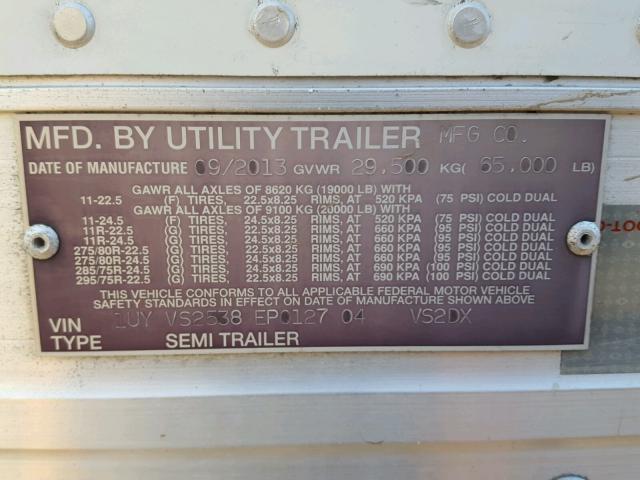 MFD. BY UTILITY TRAILER MFG CO.
DATE OF MANUFACTURE 09/2013 GVWR 29,500 KG( 65,000 LB)
GAWR ALL AXLES OF 8620 KG (19000 LB) WITH
11-22.5 (F) TIRES, 22.5x8.25 RIMS, AT 520 KPA (75 PSI) COLD DUAL
GAWR ALL AXLES OF 9100 KG (20000 LB) WITH
11-24.5 (F) TIRES, 24.5x8.25 RIMS, AT 520 KPA (75 PSI) COLD DUAL
11R-22.5 (G) TIRES, 22.5x8.25 RIMS, AT 660 KPA (95 PSI) COLD DUAL
11R-24.5 (G) TIRES, 24.5x8.25 RIMS, AT 660 KPA (95 PSI) COLD DUAL
275/80R-22.5 (G) TIRES, 22.5x8.25 RIMS, AT 660 KPA (95 PSI) COLD DUAL
275/80R-24.5 (G) TIRES, 24.5x8.25 RIMS, AT 660 KPA (95 PSI) COLD DUAL
285/75R-24.5 (G) TIRES, 24.5x8.25 RIMS, AT 690 KPA (100 PSI) COLD DUAL
295/75R-22.5 (G) TIRES, 22.5x8.25 RIMS, AT 690 KPA (100 PSI) COLD DUAL
THIS VEHICLE CONFORMS TO ALL APPLICABLE FEDERAL MOTOR VEHICLE
SAFETY STANDARDS IN EFFECT ON DATE OF MANUFACTURE SHOWN ABOVE
VIN 1UY VS2538 EP0127 04 VS2DX
TYPE SEMI TRAILER